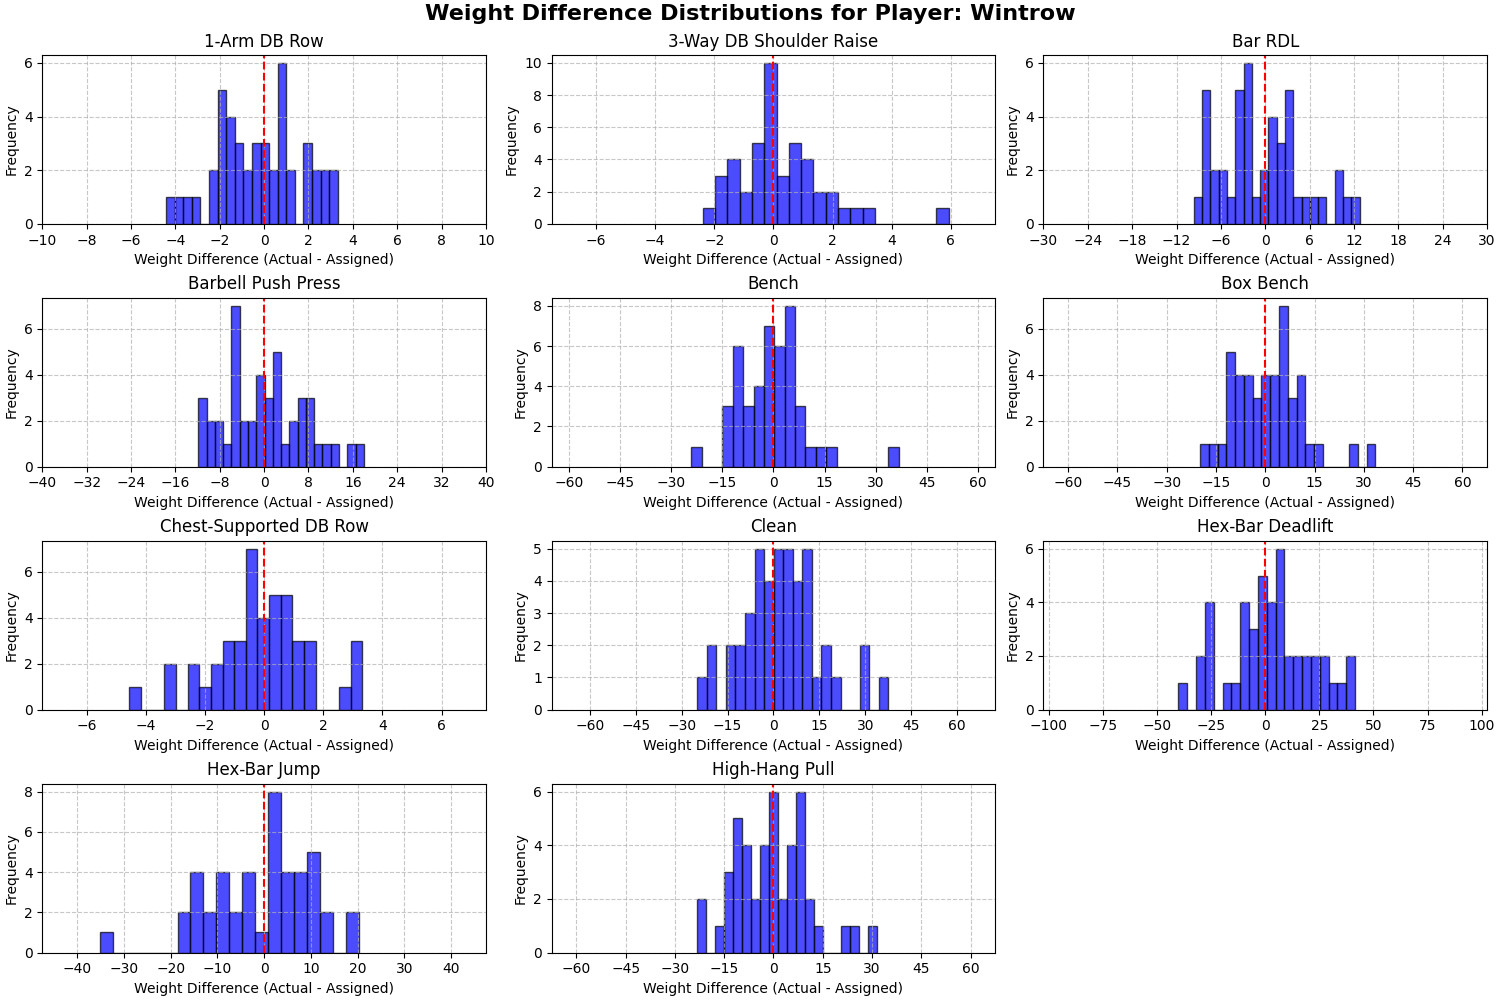 Weight Difference Distributions for Player: Wintrow
1-Arm DB Row
Frequency
6
4
2
0
−10 −8 −6 −4 −2 0 2 4 6 8 10
Weight Difference (Actual - Assigned)
3-Way DB Shoulder Raise
Frequency
10
8
6
4
2
0
−6 −4 −2 0 2 4 6
Weight Difference (Actual - Assigned)
Bar RDL
Frequency
6
4
2
0
−30 −24 −18 −12 −6 0 6 12 18 24 30
Weight Difference (Actual - Assigned)
Barbell Push Press
Frequency
6
4
2
0
−40 −32 −24 −16 −8 0 8 16 24 32 40
Weight Difference (Actual - Assigned)
Bench
Frequency
8
6
4
2
0
−60 −45 −30 −15 0 15 30 45 60
Weight Difference (Actual - Assigned)
Box Bench
Frequency
6
4
2
0
−60 −45 −30 −15 0 15 30 45 60
Weight Difference (Actual - Assigned)
Chest-Supported DB Row
Frequency
6
4
2
0
−6 −4 −2 0 2 4 6
Weight Difference (Actual - Assigned)
Clean
Frequency
5
4
3
2
1
0
−60 −45 −30 −15 0 15 30 45 60
Weight Difference (Actual - Assigned)
Hex-Bar Deadlift
Frequency
6
4
2
0
−100 −75 −50 −25 0 25 50 75 100
Weight Difference (Actual - Assigned)
Hex-Bar Jump
Frequency
8
6
4
2
0
−40 −30 −20 −10 0 10 20 30 40
Weight Difference (Actual - Assigned)
High-Hang Pull
Frequency
6
4
2
0
−60 −45 −30 −15 0 15 30 45 60
Weight Difference (Actual - Assigned)